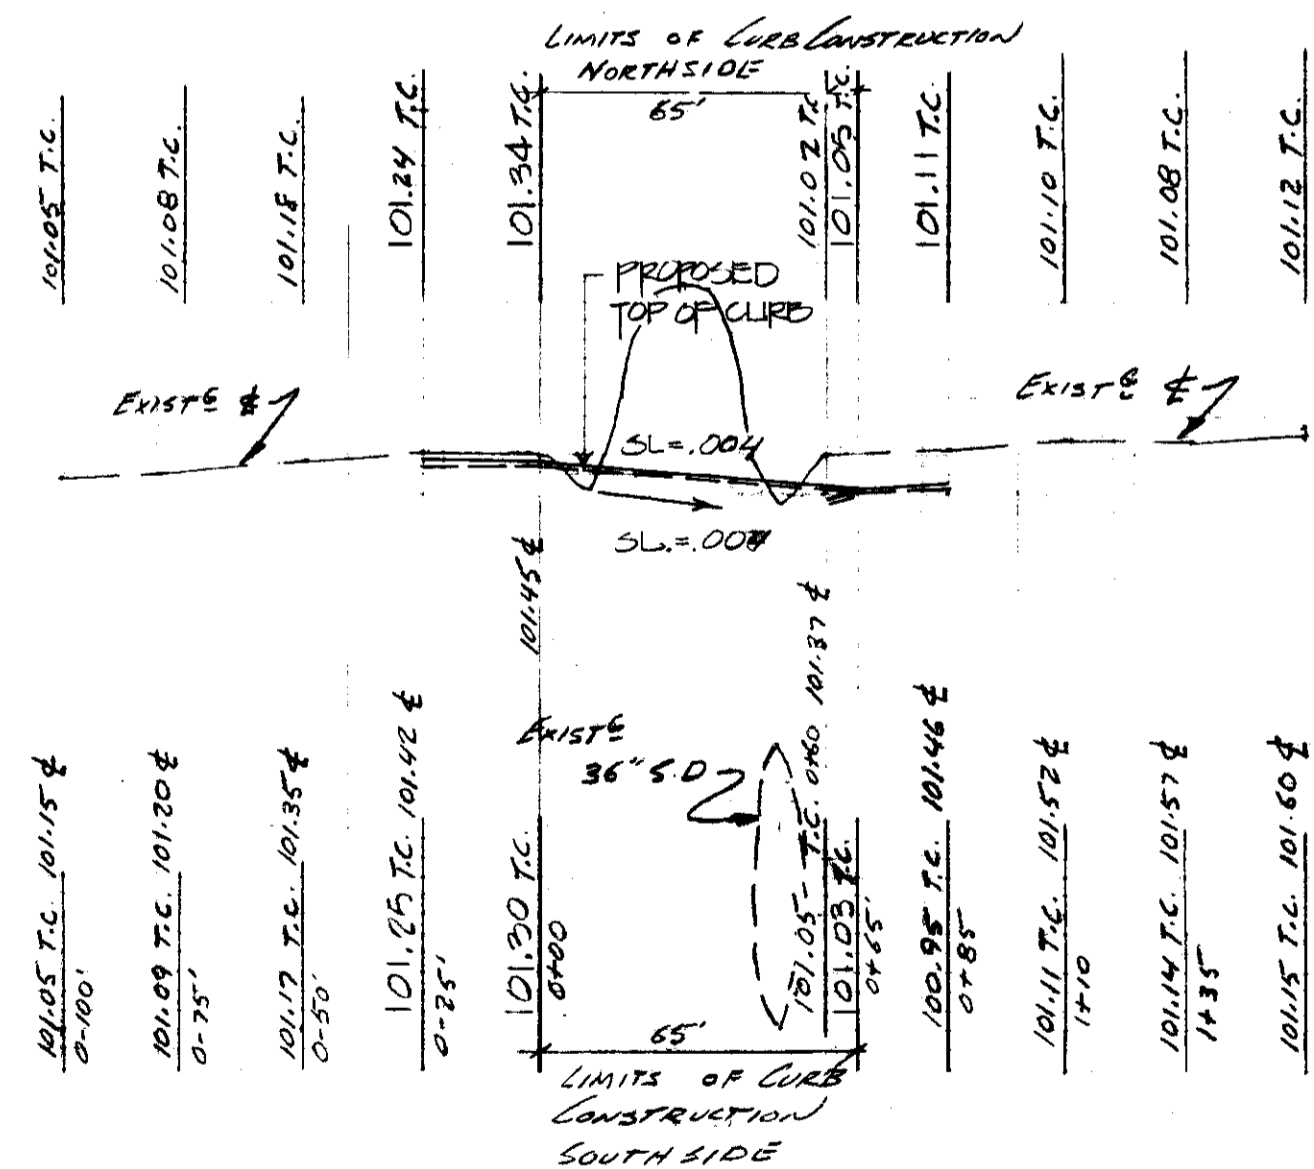 LIMITS OF CURB CONSTRUCTION
NORTHSIDE
65'
101.05 T.C.
101.08 T.C.
101.18 T.C.
101.24 T.C.
101.34 T.C.
101.02 T.C.
101.05 T.C.
101.11 T.C.
101.10 T.C.
101.08 T.C.
101.12 T.C.
PROPOSED
TOP OF CURB
EXIST'G ℄
EXIST'G ℄
SL=.004
SL.=.004
101.45 ℄
EXIST'G
36" S.D
101.05 T.C. 101.15 ℄
0-100'
101.09 T.C. 101.20 ℄
0-75'
101.17 T.C. 101.35 ℄
0-50'
101.25 T.C. 101.42 ℄
0-25'
101.30 T.C.
0+00
101.05- T.C. 0+60 101.37 ℄
101.03 T.C.
0+65'
100.95 T.C. 101.46 ℄
0+85
101.11 T.C. 101.52 ℄
1+10
101.14 T.C. 101.57 ℄
1+35
101.15 T.C. 101.60 ℄
65'
LIMITS OF CURB
CONSTRUCTION
SOUTH SIDE